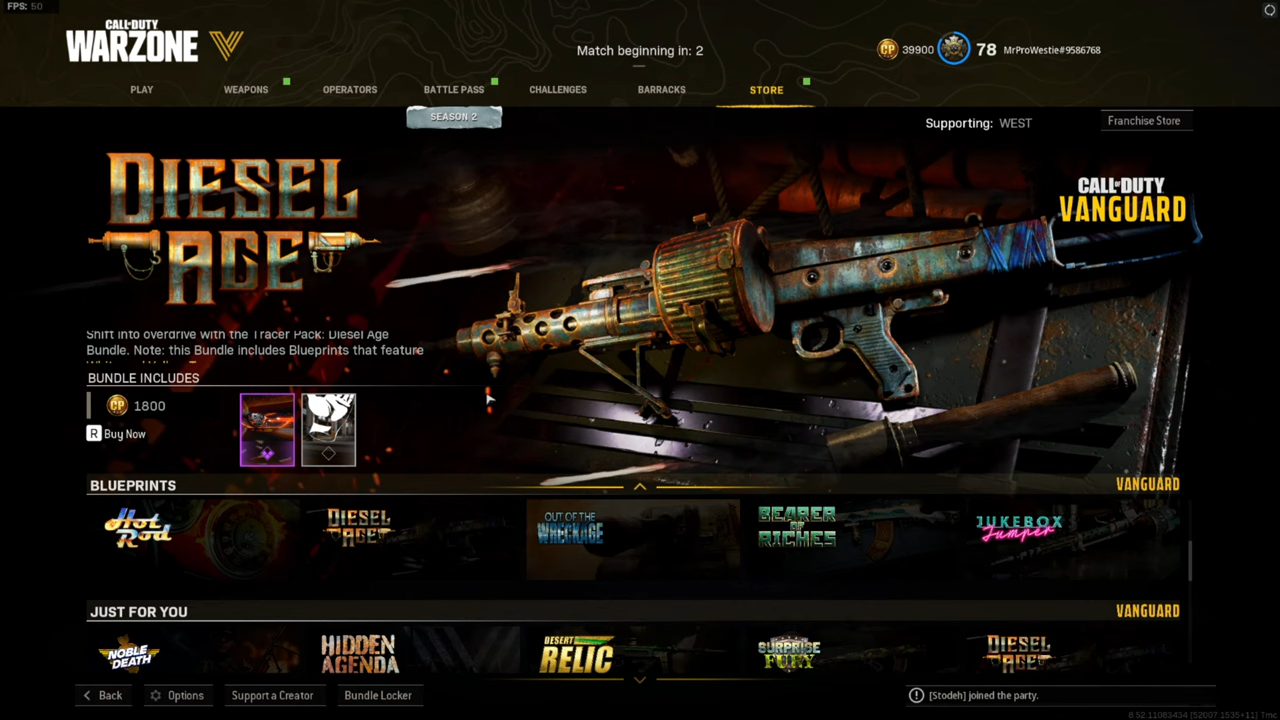 FPS: 50
CALL OF DUTY
WARZONE
Match beginning in: 2
CP 39900 78 MrProWestie#9586768
PLAY WEAPONS OPERATORS BATTLE PASS CHALLENGES BARRACKS STORE
SEASON 2
Supporting: WEST
Franchise Store
DIESEL
AGE
CALL OF DUTY
VANGUARD
Shift into overdrive with the Tracer Pack: Diesel Age
Bundle. Note: this Bundle includes Blueprints that feature
BUNDLE INCLUDES
CP 1800
R Buy Now
BLUEPRINTS
VANGUARD
Hot Rod
DIESEL AGE
OUT OF THE WRECKAGE
BEARER OF RICHES
JUKEBOX Jumper
JUST FOR YOU
VANGUARD
NOBLE DEATH
HIDDEN AGENDA
DESERT RELIC
SURPRISE FURY
DIESEL AGE
Back Options Support a Creator Bundle Locker
[Stodeh] joined the party.